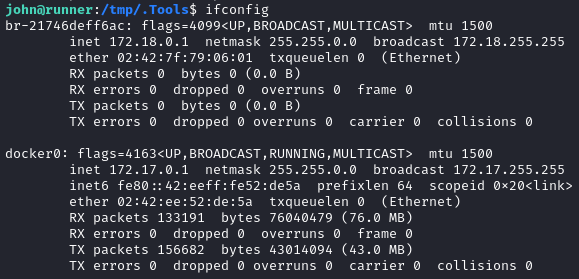 john@runner:/tmp/.Tools$ ifconfig
br-21746deff6ac: flags=4099<UP,BROADCAST,MULTICAST>  mtu 1500
        inet 172.18.0.1  netmask 255.255.0.0  broadcast 172.18.255.255
        ether 02:42:7f:79:06:01  txqueuelen 0  (Ethernet)
        RX packets 0  bytes 0 (0.0 B)
        RX errors 0  dropped 0  overruns 0  frame 0
        TX packets 0  bytes 0 (0.0 B)
        TX errors 0  dropped 0 overruns 0  carrier 0  collisions 0

docker0: flags=4163<UP,BROADCAST,RUNNING,MULTICAST>  mtu 1500
        inet 172.17.0.1  netmask 255.255.0.0  broadcast 172.17.255.255
        inet6 fe80::42:eeff:fe52:de5a  prefixlen 64  scopeid 0×20<link>
        ether 02:42:ee:52:de:5a  txqueuelen 0  (Ethernet)
        RX packets 133191  bytes 76040479 (76.0 MB)
        RX errors 0  dropped 0  overruns 0  frame 0
        TX packets 156682  bytes 43014094 (43.0 MB)
        TX errors 0  dropped 0 overruns 0  carrier 0  collisions 0